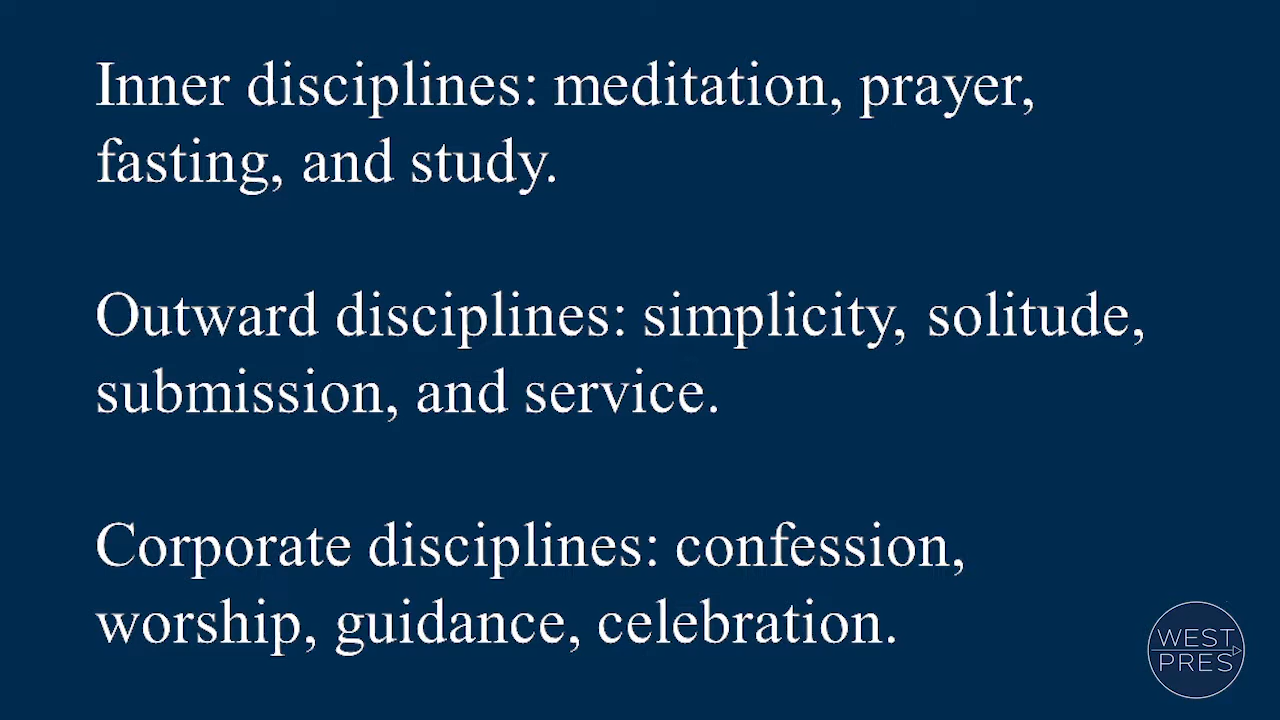 Inner disciplines: meditation, prayer,
fasting, and study.
Outward disciplines: simplicity, solitude,
submission, and service.
Corporate disciplines: confession,
worship, guidance, celebration.
WEST
PRES